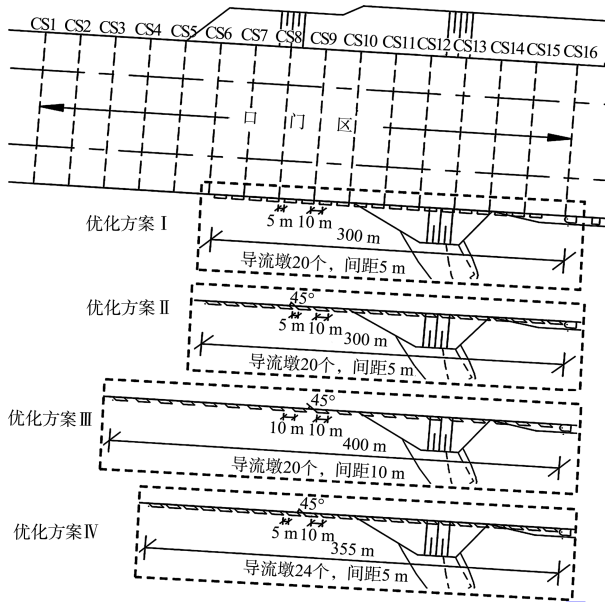 CS1 CS2 CS3 CS4 CS5 CS6 CS7 CS8 CS9 CS10 CS11 CS12 CS13 CS14 CS15 CS16
口 门 区
优化方案Ⅰ
5 m 10 m
300 m
导流墩20个，间距5 m
优化方案Ⅱ
45°
5 m 10 m
300 m
导流墩20个，间距5 m
优化方案Ⅲ
45°
10 m 10 m
400 m
导流墩20个，间距10 m
优化方案Ⅳ
45°
5 m 10 m
355 m
导流墩24个，间距5 m